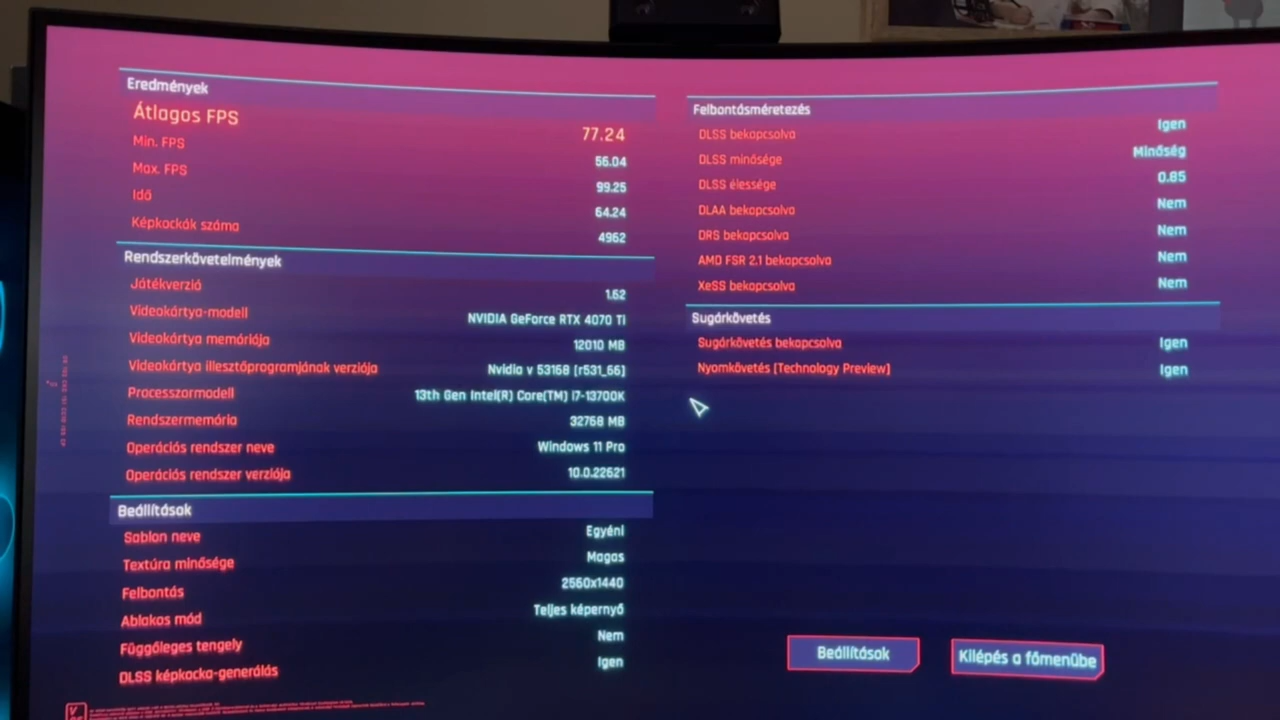 Eredmények
Átlagos FPS 77.24
Min. FPS 56.04
Max. FPS 99.25
Idő 64.24
Képkockák száma 4962
Rendszerkövetelmények
Játékverzió 1.62
Videokártya-modell NVIDIA GeForce RTX 4070 Ti
Videokártya memóriája 12010 MB
Videokártya illesztőprogramjának verziója Nvidia v 53168 [r531_66]
Processzormodell 13th Gen Intel(R) Core(TM) i7-13700K
Rendszermemória 32768 MB
Operációs rendszer neve Windows 11 Pro
Operációs rendszer verziója 10.0.22621
Beállítások
Sablon neve Egyéni
Textúra minősége Magas
Felbontás 2560x1440
Ablakos mód Teljes képernyő
Függőleges tengely Nem
DLSS képkocka-generálás Igen
Felbontásméretezés
DLSS bekapcsolva Igen
DLSS minősége Minőség
DLSS élessége 0.85
DLAA bekapcsolva Nem
DRS bekapcsolva Nem
AMD FSR 2.1 bekapcsolva Nem
XeSS bekapcsolva Nem
Sugárkövetés
Sugárkövetés bekapcsolva Igen
Nyomkövetés [Technology Preview] Igen
Beállítások
Kilépés a főmenübe